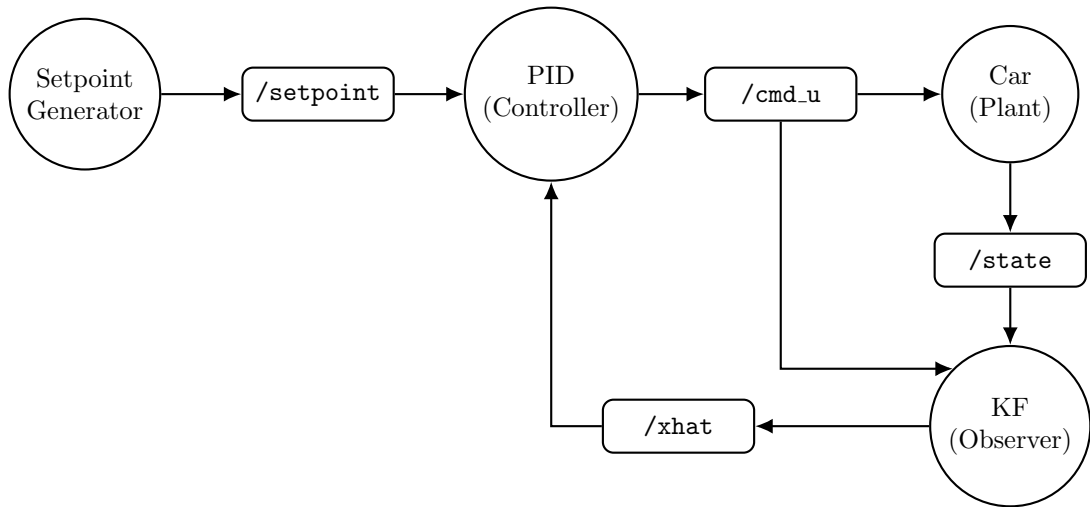 Setpoint
Generator
/setpoint
PID
(Controller)
/cmd_u
Car
(Plant)
/state
/xhat
KF
(Observer)